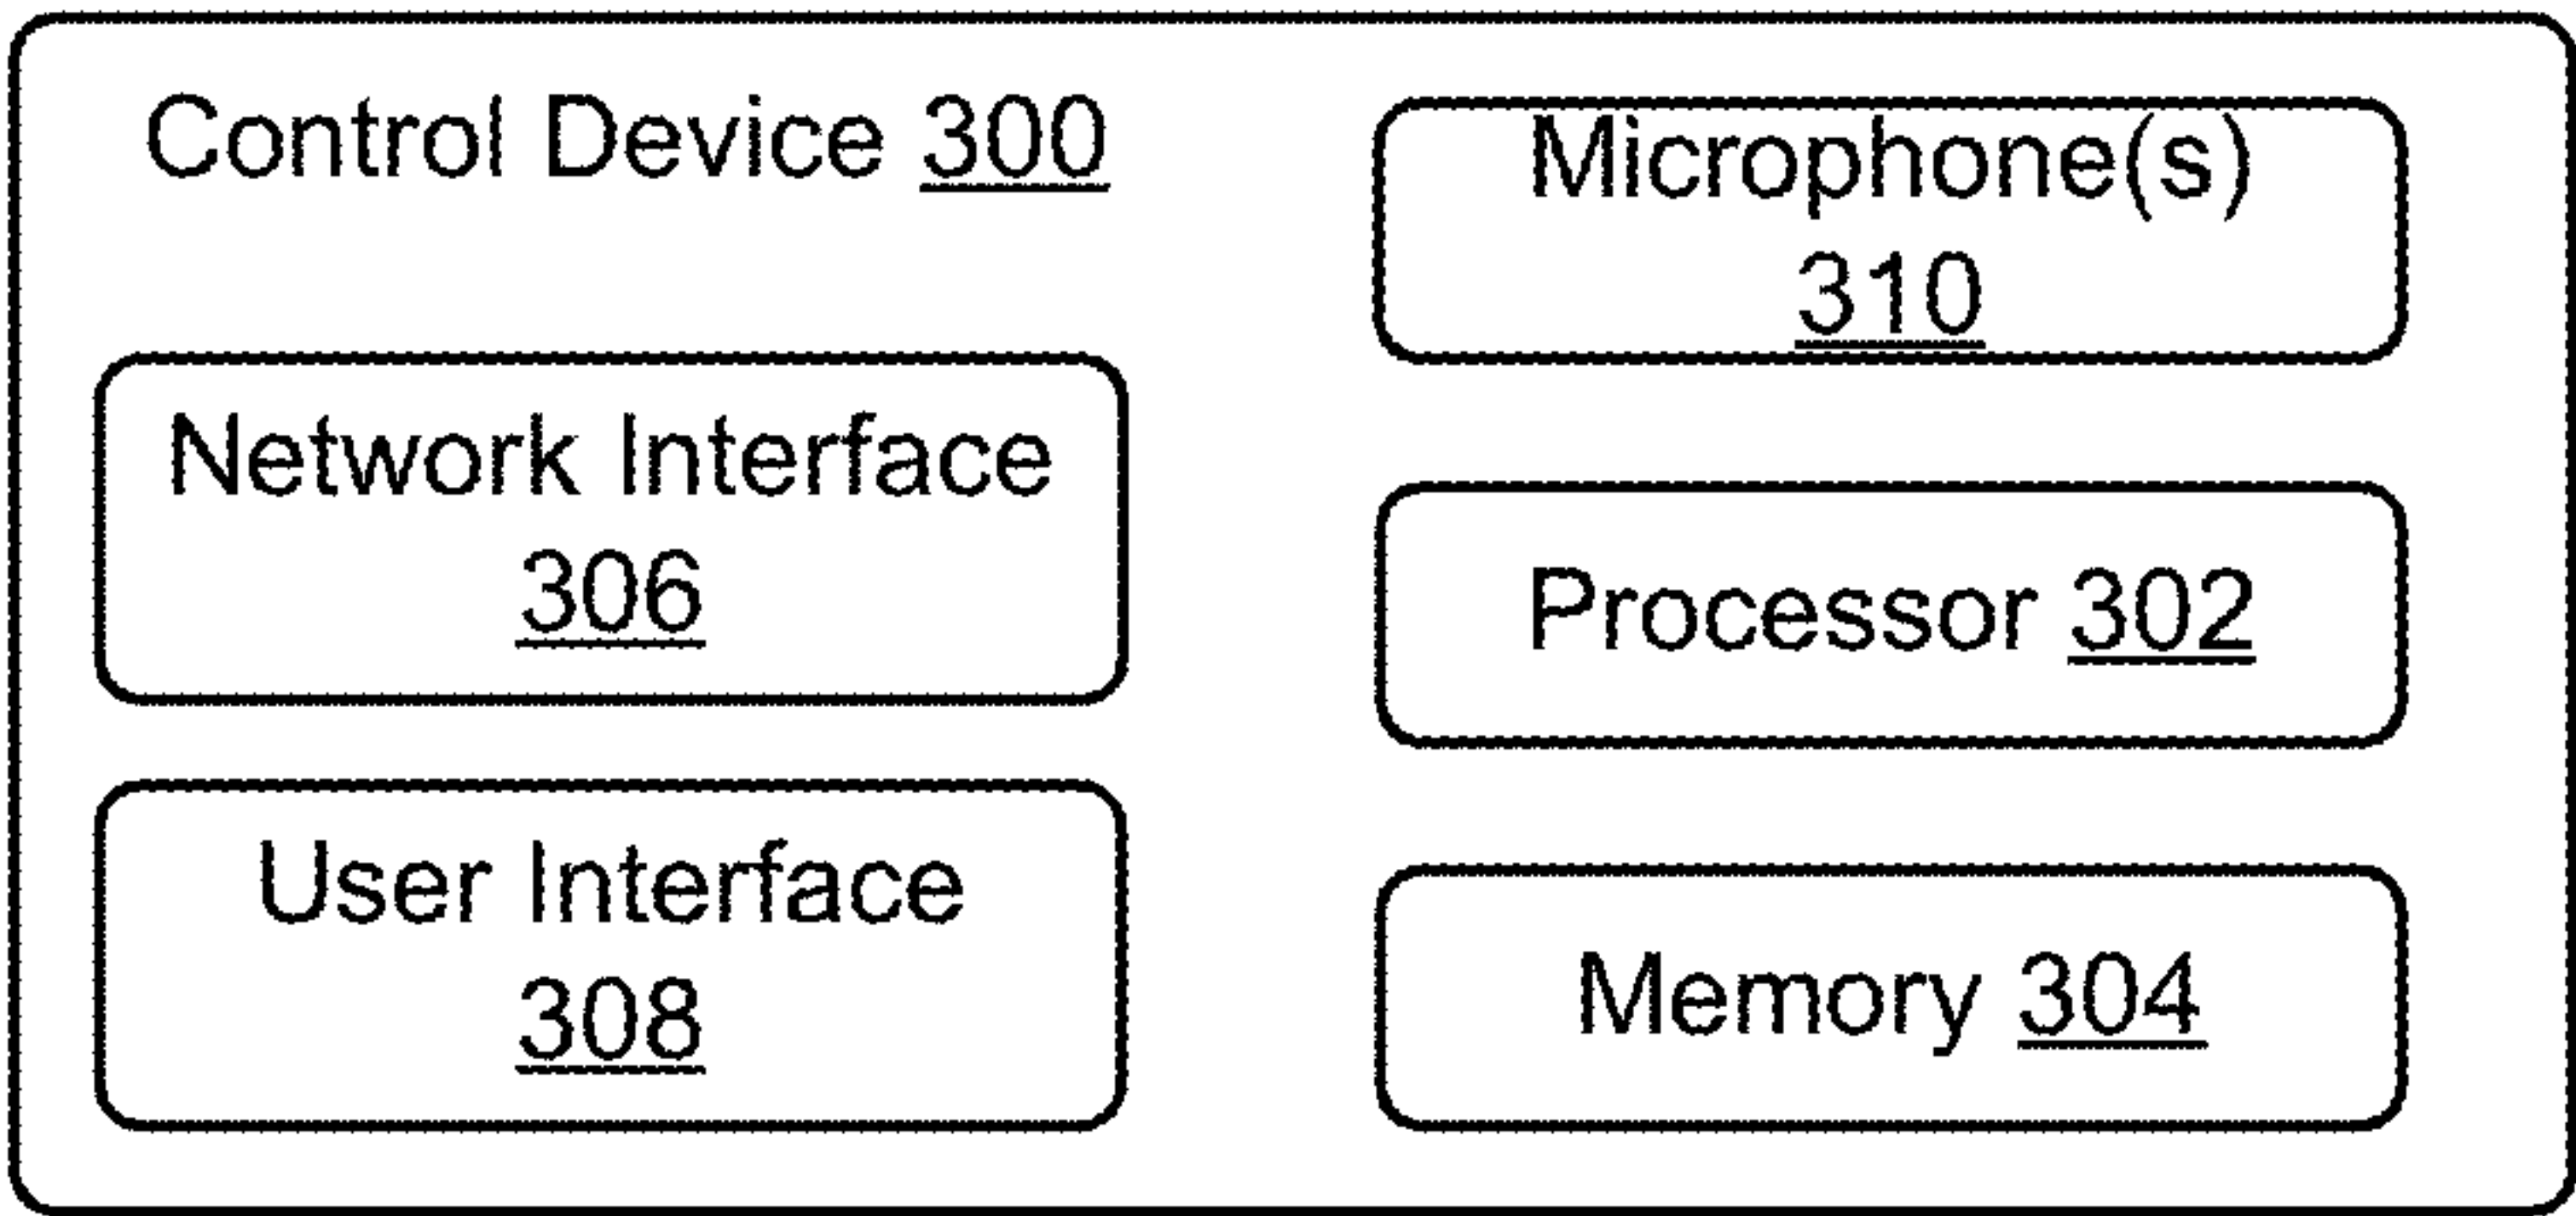 Control Device 300
Network Interface
306
User Interface
308
Microphone(s)
310
Processor 302
Memory 304